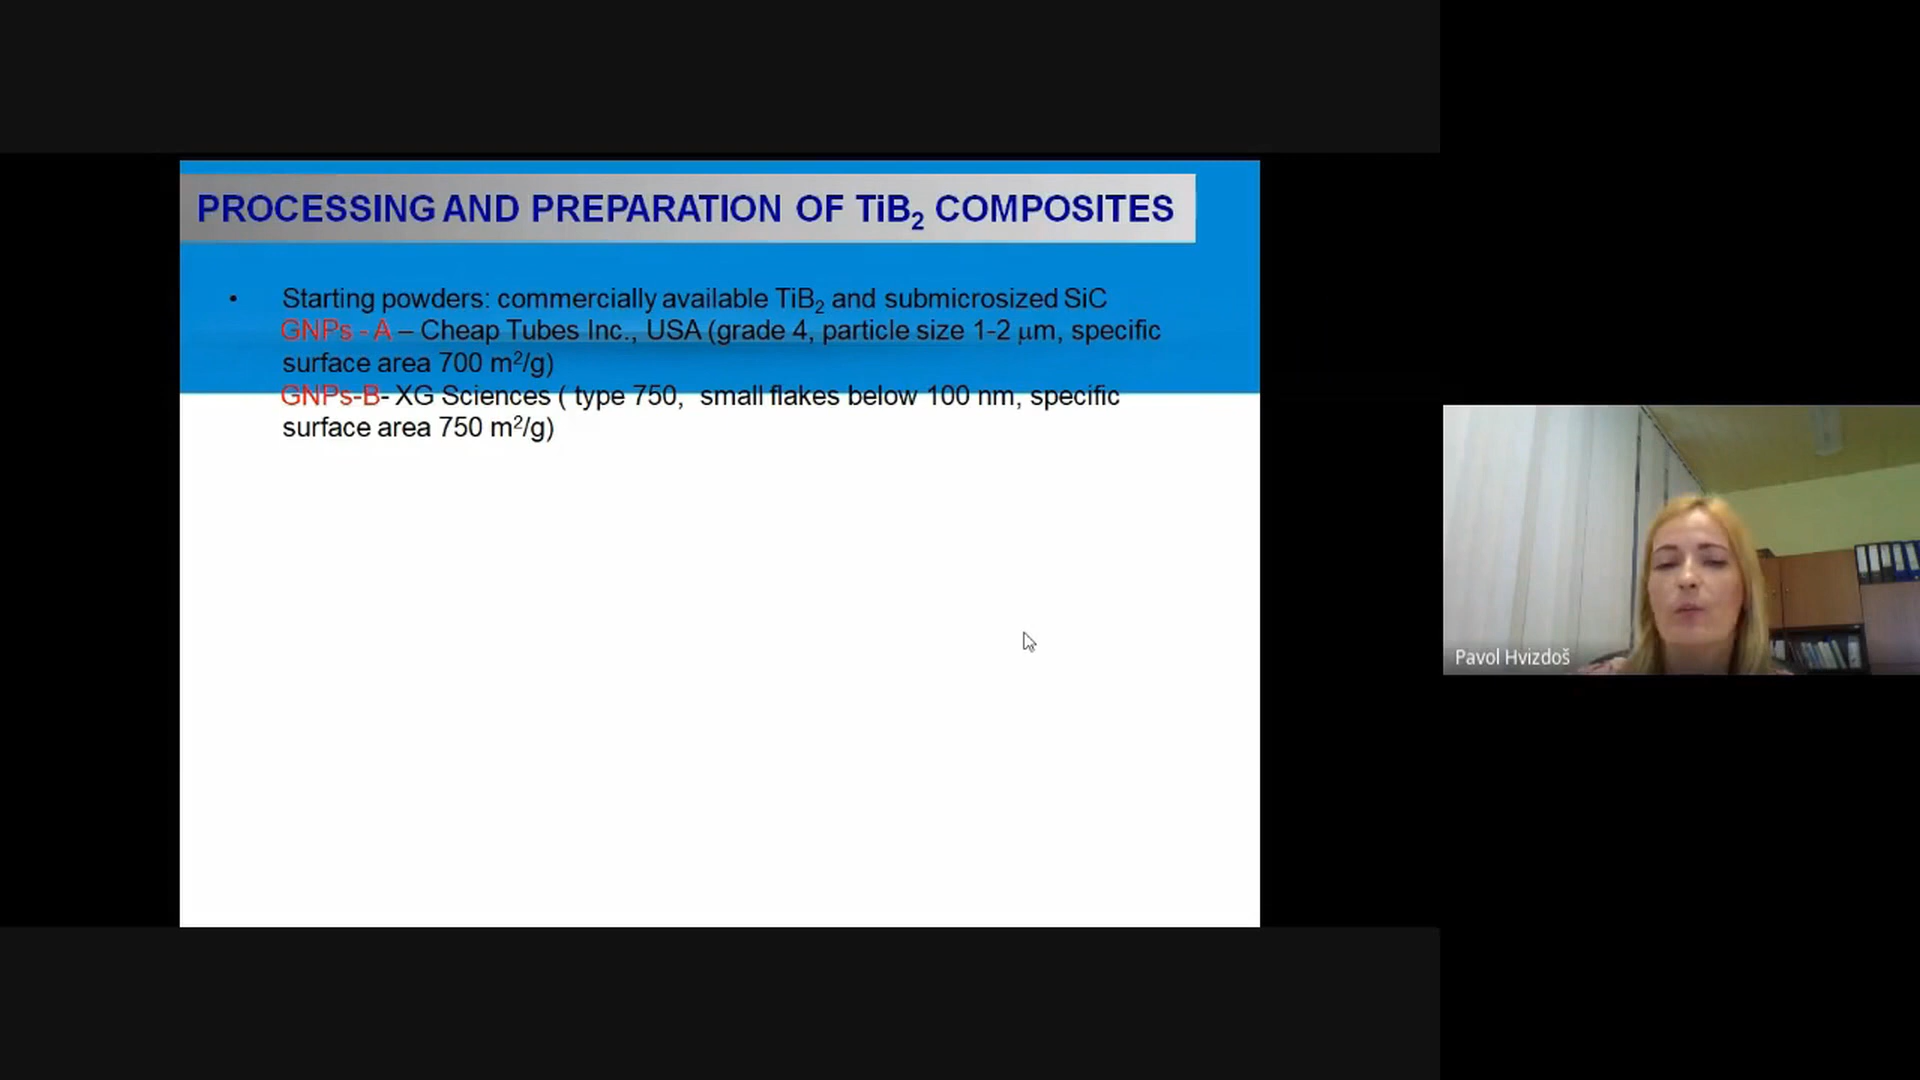 PROCESSING AND PREPARATION OF TiB₂ COMPOSITES
• Starting powders: commercially available TiB₂ and submicrosized SiC
GNPs - A – Cheap Tubes Inc., USA (grade 4, particle size 1-2 μm, specific
surface area 700 m²/g)
GNPs-B- XG Sciences ( type 750, small flakes below 100 nm, specific
surface area 750 m²/g)
Pavol Hvizdoš